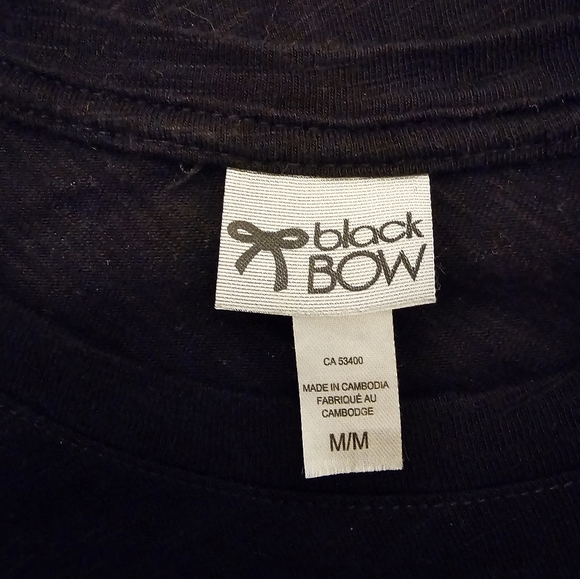 black
BOW
CA 53400
MADE IN CAMBODIA
FABRIQUÉ AU
CAMBODGE
M/M